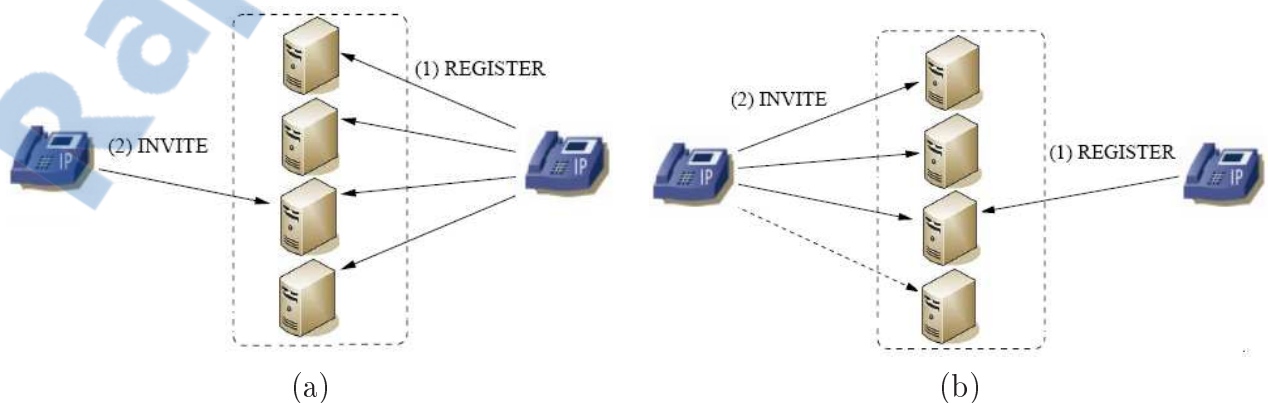 (1) REGISTER
(2) INVITE
IP
IP
(a)
(2) INVITE
(1) REGISTER
IP
IP
(b)